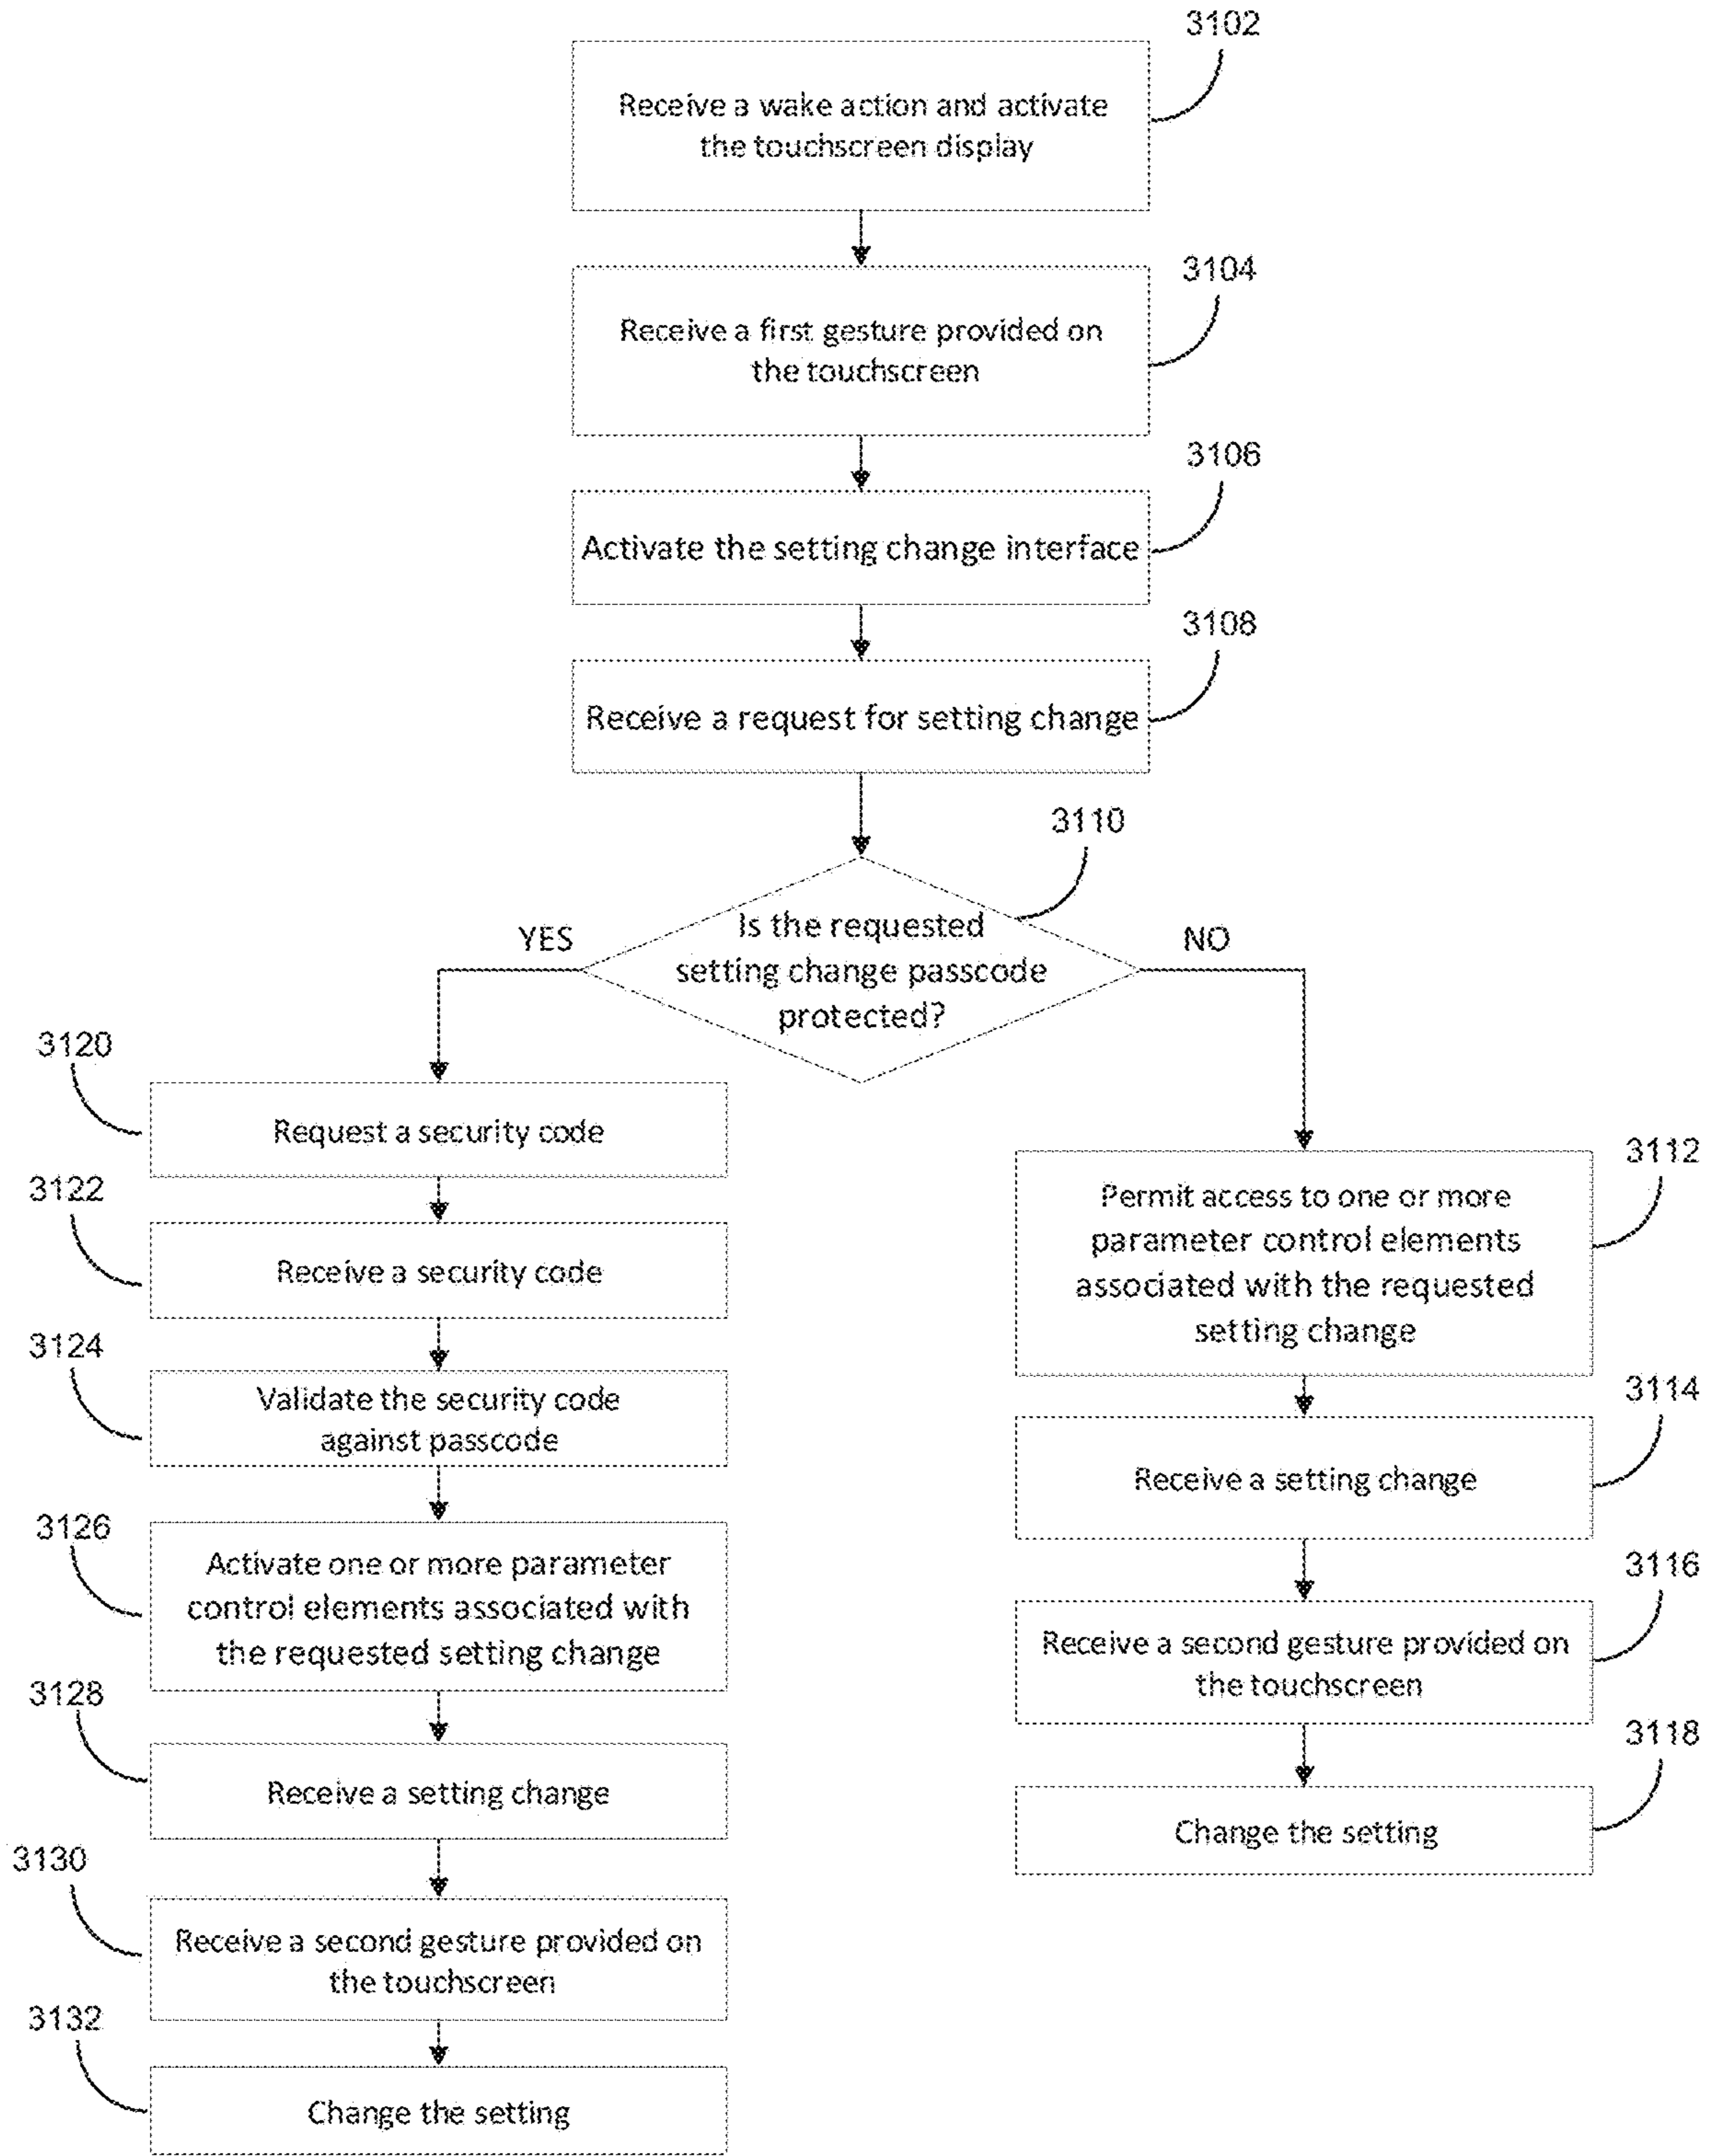 3102
Receive a wake action and activate
the touchscreen display
3104
Receive a first gesture provided on
the touchscreen
3106
Activate the setting change interface
3108
Receive a request for setting change
3110
YES
NO
Is the requested
setting change passcode
protected?
3120
Request a security code
3122
Receive a security code
3124
Validate the security code
against passcode
3126
Activate one or more parameter
control elements associated with
the requested setting change
3128
Receive a setting change
3130
Receive a second gesture provided on
the touchscreen
3132
Change the setting
3112
Permit access to one or more
parameter control elements
associated with the requested
setting change
3114
Receive a setting change
3116
Receive a second gesture provided on
the touchscreen
3118
Change the setting